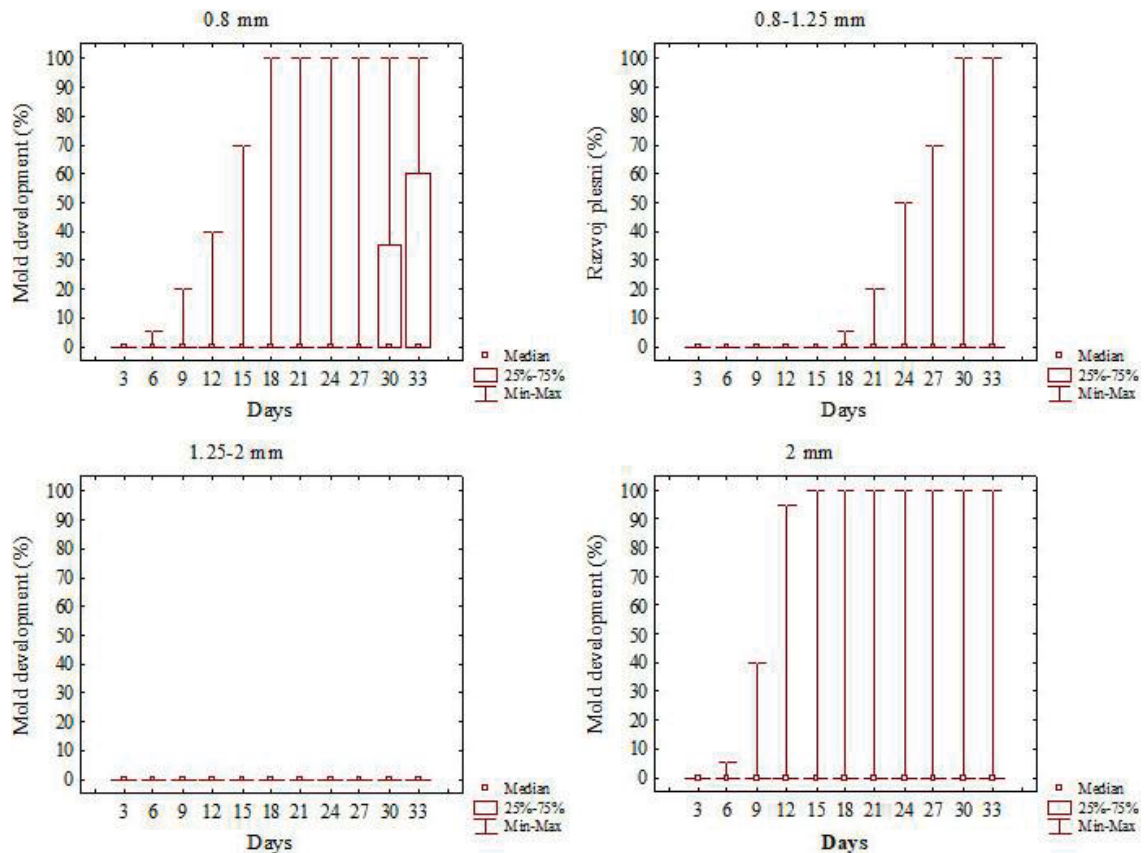 0.8 mm
Mold development (%)
100
90
80
70
60
50
40
30
20
10
0
3 6 9 12 15 18 21 24 27 30 33
Days
Median
25%-75%
Min-Max
0.8-1.25 mm
Razvoj plesni (%)
100
90
80
70
60
50
40
30
20
10
0
3 6 9 12 15 18 21 24 27 30 33
Days
Median
25%-75%
Min-Max
1.25-2 mm
Mold development (%)
100
90
80
70
60
50
40
30
20
10
0
3 6 9 12 15 18 21 24 27 30 33
Days
Median
25%-75%
Min-Max
2 mm
Mold development (%)
100
90
80
70
60
50
40
30
20
10
0
3 6 9 12 15 18 21 24 27 30 33
Days
Median
25%-75%
Min-Max